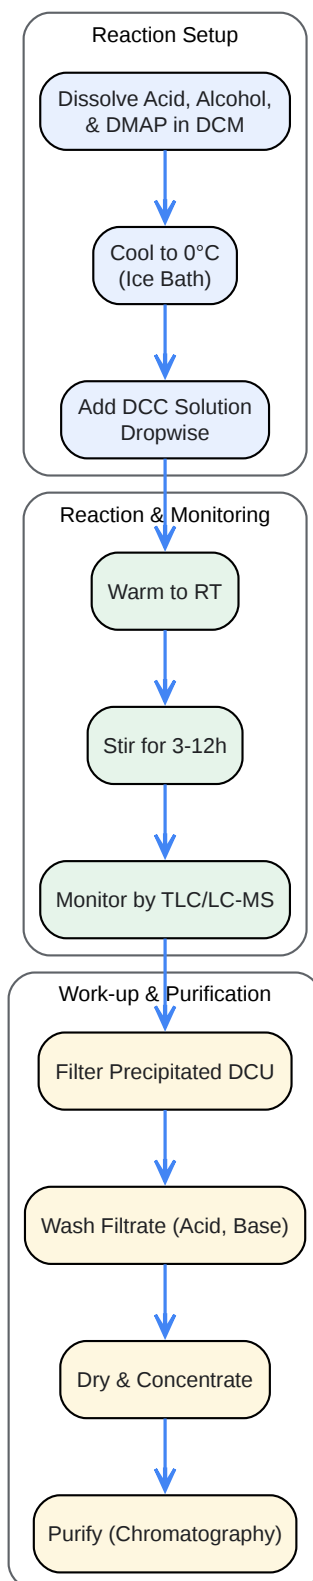 Reaction Setup
Dissolve Acid, Alcohol,
& DMAP in DCM
Cool to 0°C
(Ice Bath)
Add DCC Solution
Dropwise
Reaction & Monitoring
Warm to RT
Stir for 3-12h
Monitor by TLC/LC-MS
Work-up & Purification
Filter Precipitated DCU
Wash Filtrate (Acid, Base)
Dry & Concentrate
Purify (Chromatography)